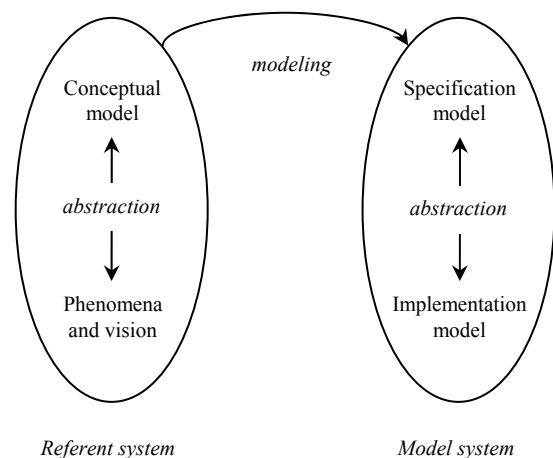 modeling
Conceptual
model
abstraction
Phenomena
and vision
Referent system
Specification
model
abstraction
Implementation
model
Model system